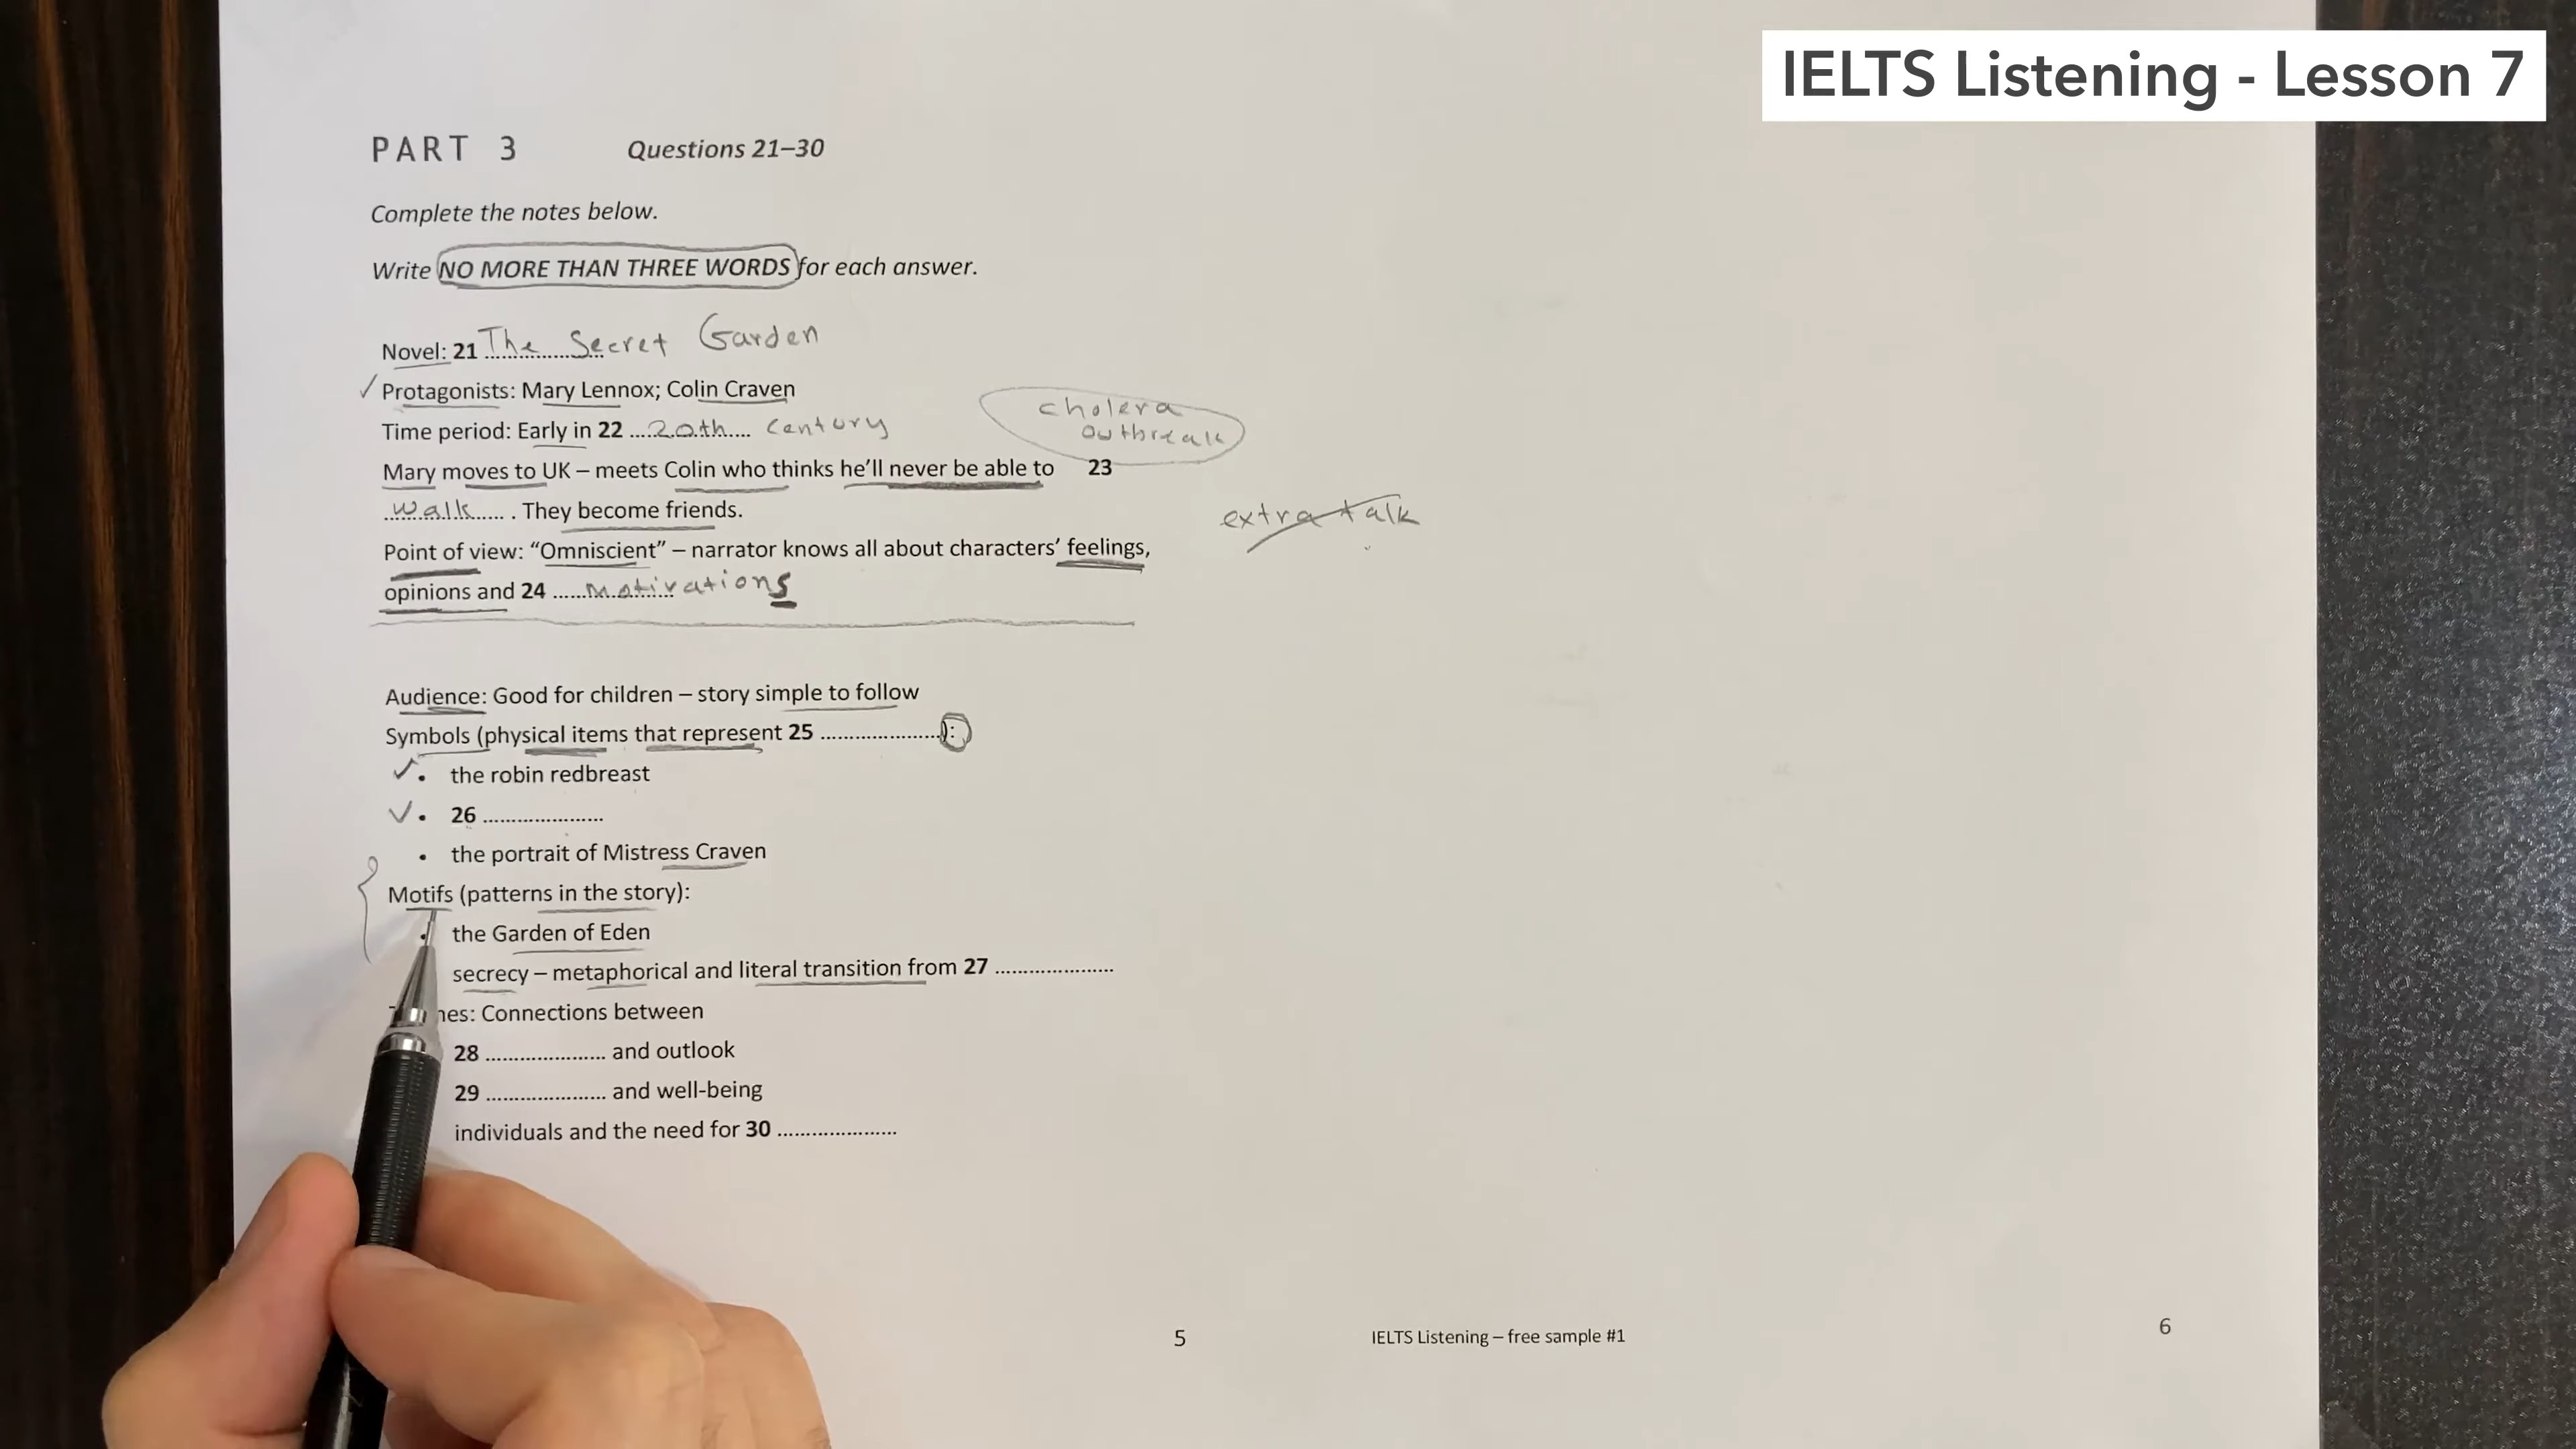 IELTS Listening - Lesson 7
PART 3 Questions 21–30
Complete the notes below.
Write NO MORE THAN THREE WORDS for each answer.
Novel: 21 The Secret Garden
Protagonists: Mary Lennox; Colin Craven
cholera
outbreak
Time period: Early in 22 20th century
Mary moves to UK – meets Colin who thinks he'll never be able to 23
walk . They become friends.
extra talk
Point of view: "Omniscient" – narrator knows all about characters' feelings,
opinions and 24 motivations
Audience: Good for children – story simple to follow
Symbols (physical items that represent 25 ....................):
• the robin redbreast
• 26 ....................
• the portrait of Mistress Craven
Motifs (patterns in the story):
• the Garden of Eden
secrecy – metaphorical and literal transition from 27 ....................
Connections between
28 .................... and outlook
29 .................... and well-being
individuals and the need for 30 ....................
5 IELTS Listening – free sample #1 6